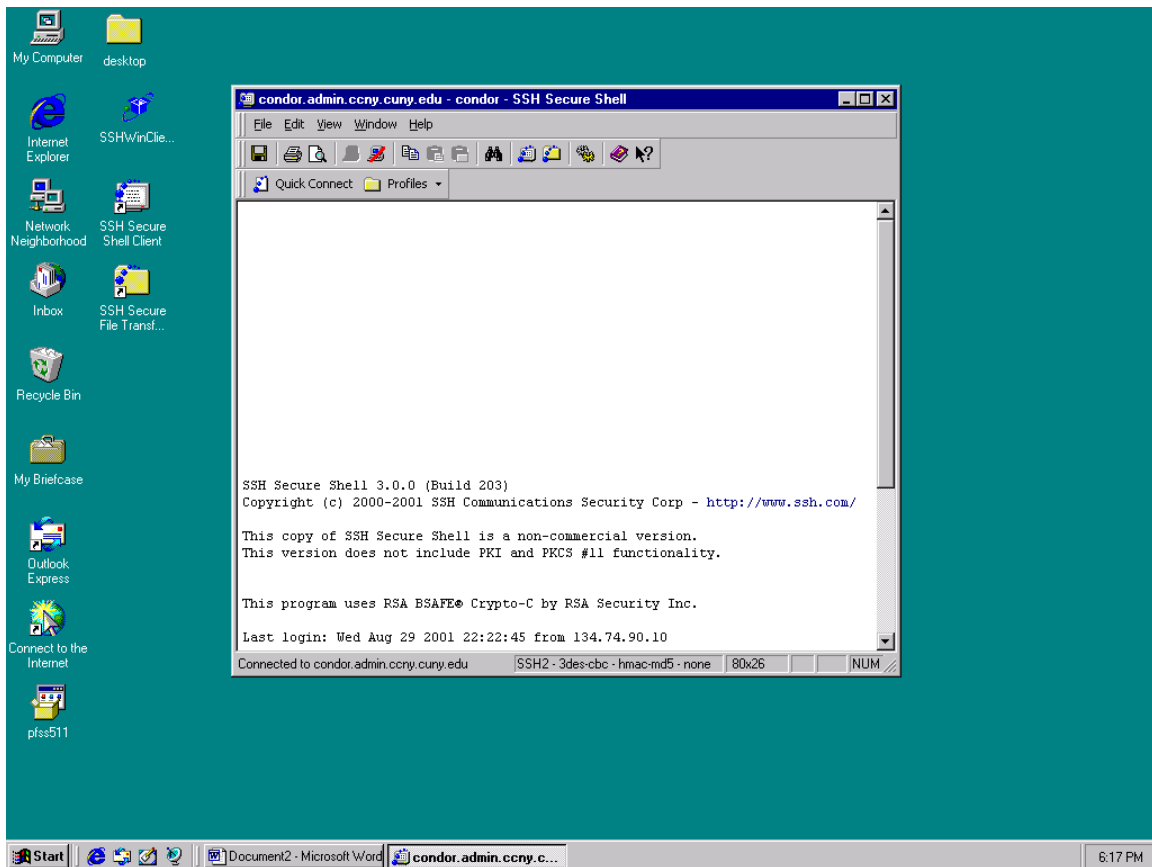 My Computer
desktop
Internet
Explorer
SSHWinClie...
Network
Neighborhood
SSH Secure
Shell Client
Inbox
SSH Secure
File Transf...
Recycle Bin
My Briefcase
Outlook
Express
Connect to the
Internet
pfss511
condor.admin.ccny.cuny.edu - condor - SSH Secure Shell
File Edit View Window Help
Quick Connect Profiles
SSH Secure Shell 3.0.0 (Build 203)
Copyright (c) 2000-2001 SSH Communications Security Corp - http://www.ssh.com/
This copy of SSH Secure Shell is a non-commercial version.
This version does not include PKI and PKCS #11 functionality.
This program uses RSA BSAFE® Crypto-C by RSA Security Inc.
Last login: Wed Aug 29 2001 22:22:45 from 134.74.90.10
Connected to condor.admin.ccny.cuny.edu SSH2 - 3des-cbc - hmac-md5 - none 80x26 NUM
Start Document2 - Microsoft Word condor.admin.ccny.c... 6:17 PM